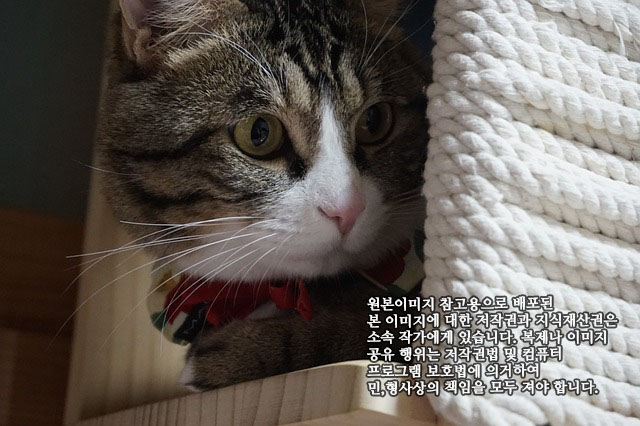 원본이미지 참고용으로 배포된
본 이미지에 대한 저작권과 지식재산권은
소속 작가에게 있습니다. 복제나 이미지
공유 행위는 저작권법 및 컴퓨터
프로그램 보호법에 의거하여
민,형사상의 책임을 모두 져야 합니다.